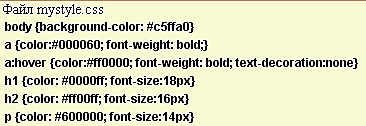 Файл mystyle.css
body {background-color: #c5ffa0}
a {color:#000060; font-weight: bold;}
a:hover {color:#ff0000; font-weight: bold; text-decoration:none}
h1 {color: #0000ff; font-size:18px}
h2 {color: #ff00ff; font-size:16px}
p {color: #600000; font-size:14px}